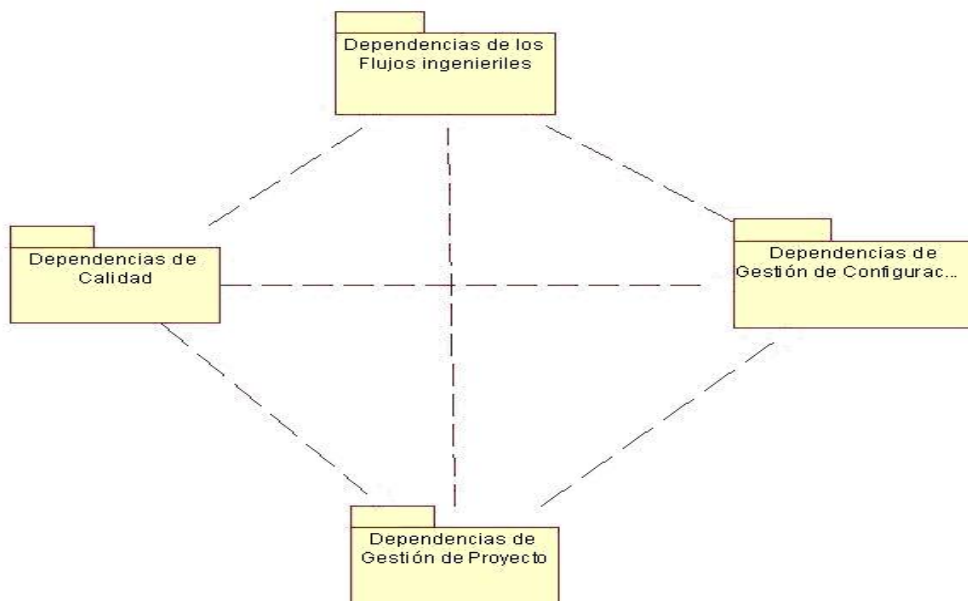 Dependencias de los
Flujos ingenieriles
Dependencias de
Calidad
Dependencias de
Gestión de Configurac...
Dependencias de
Gestión de Proyecto